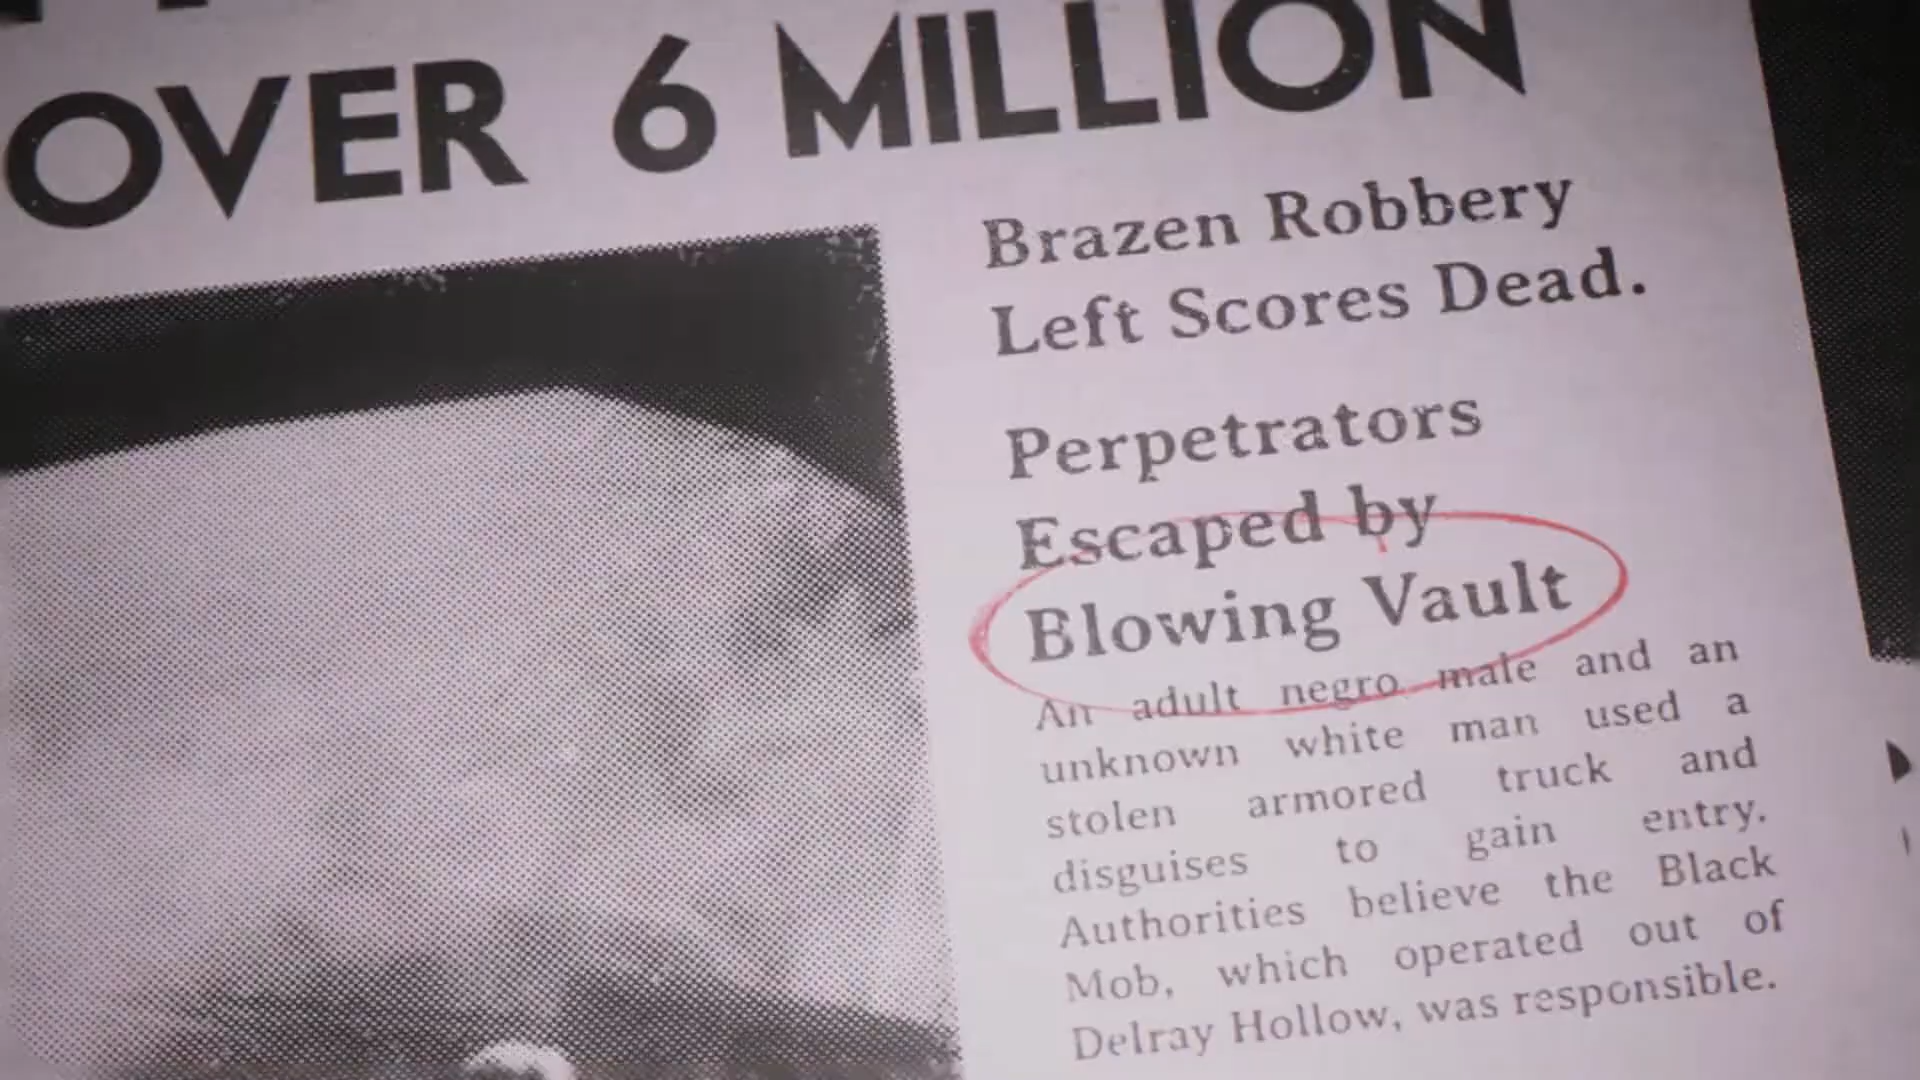 OVER 6 MILLION
Brazen Robbery
Left Scores Dead.
Perpetrators
Escaped by
Blowing Vault
An adult negro male and an
unknown white man used a
stolen armored truck and
disguises to gain entry.
Authorities believe the Black
Mob, which operated out of
Delray Hollow, was responsible.